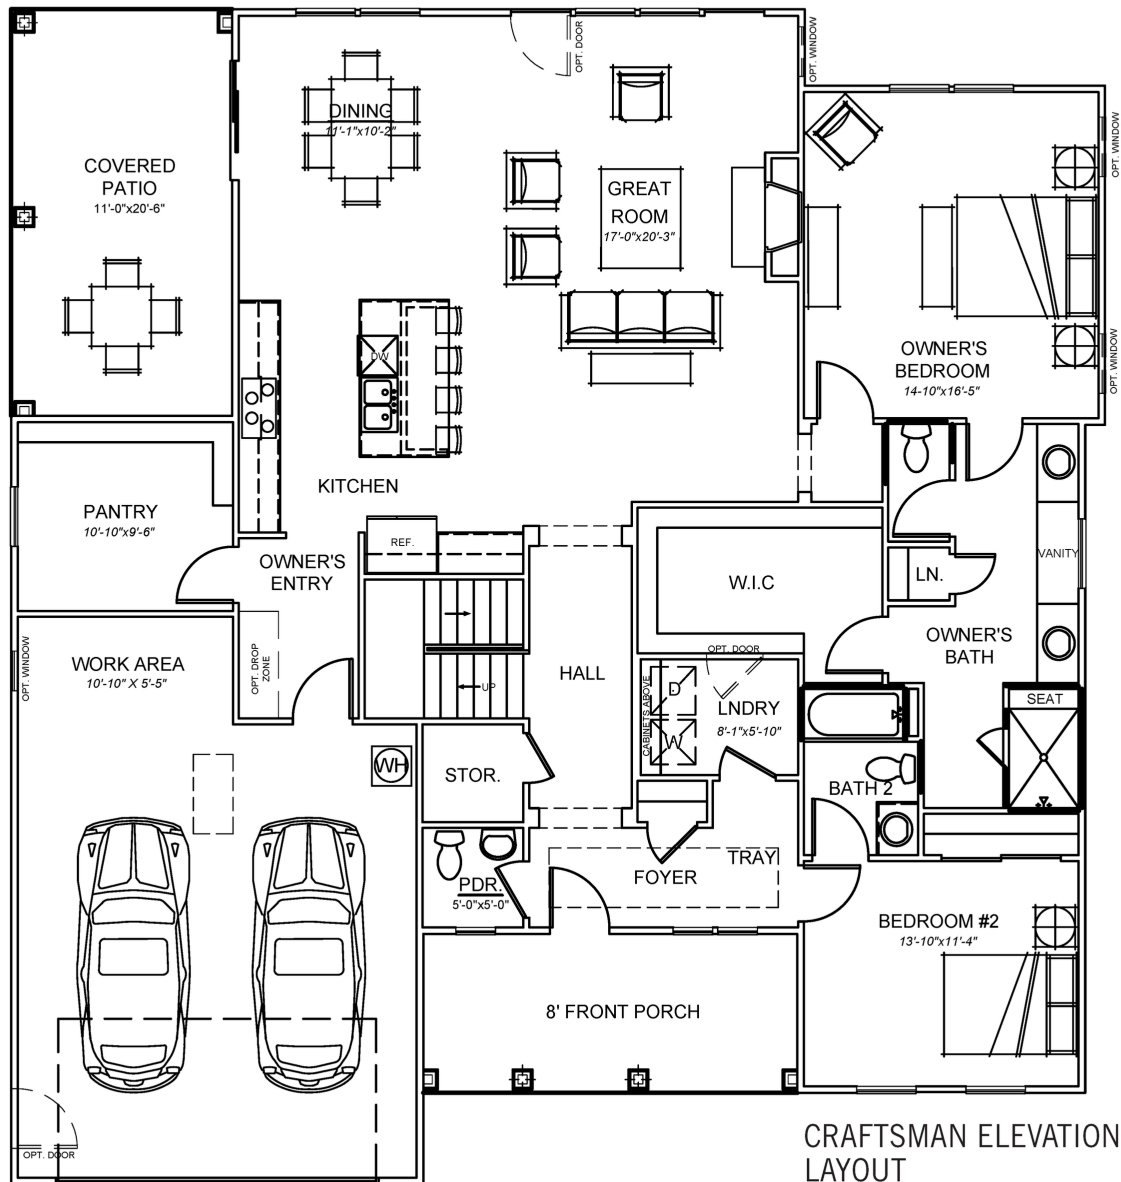 OPT. DOOR
OPT. WINDOW
DINING
11'-1"x10'-2"
OPT. WINDOW
COVERED
PATIO
11'-0"x20'-6"
GREAT
ROOM
17'-0"x20'-3"
OWNER'S
BEDROOM
14-10"x16'-5"
OPT. WINDOW
DW
KITCHEN
PANTRY
10'-10"x9'-6"
REF.
OWNER'S
ENTRY
W.I.C
LN.
VANITY
OPT. WINDOW
WORK AREA
10'-10" X 5'-5"
OPT. DROP
ZONE
UP
HALL
OPT. DOOR
CABINETS ABOVE
D
W
LNDRY
8'-1"x5'-10"
OWNER'S
BATH
SEAT
WH
STOR.
BATH 2
PDR.
5'-0"x5'-0"
FOYER
TRAY
BEDROOM #2
13'-10"x11'-4"
8' FRONT PORCH
OPT. DOOR
CRAFTSMAN ELEVATION
LAYOUT